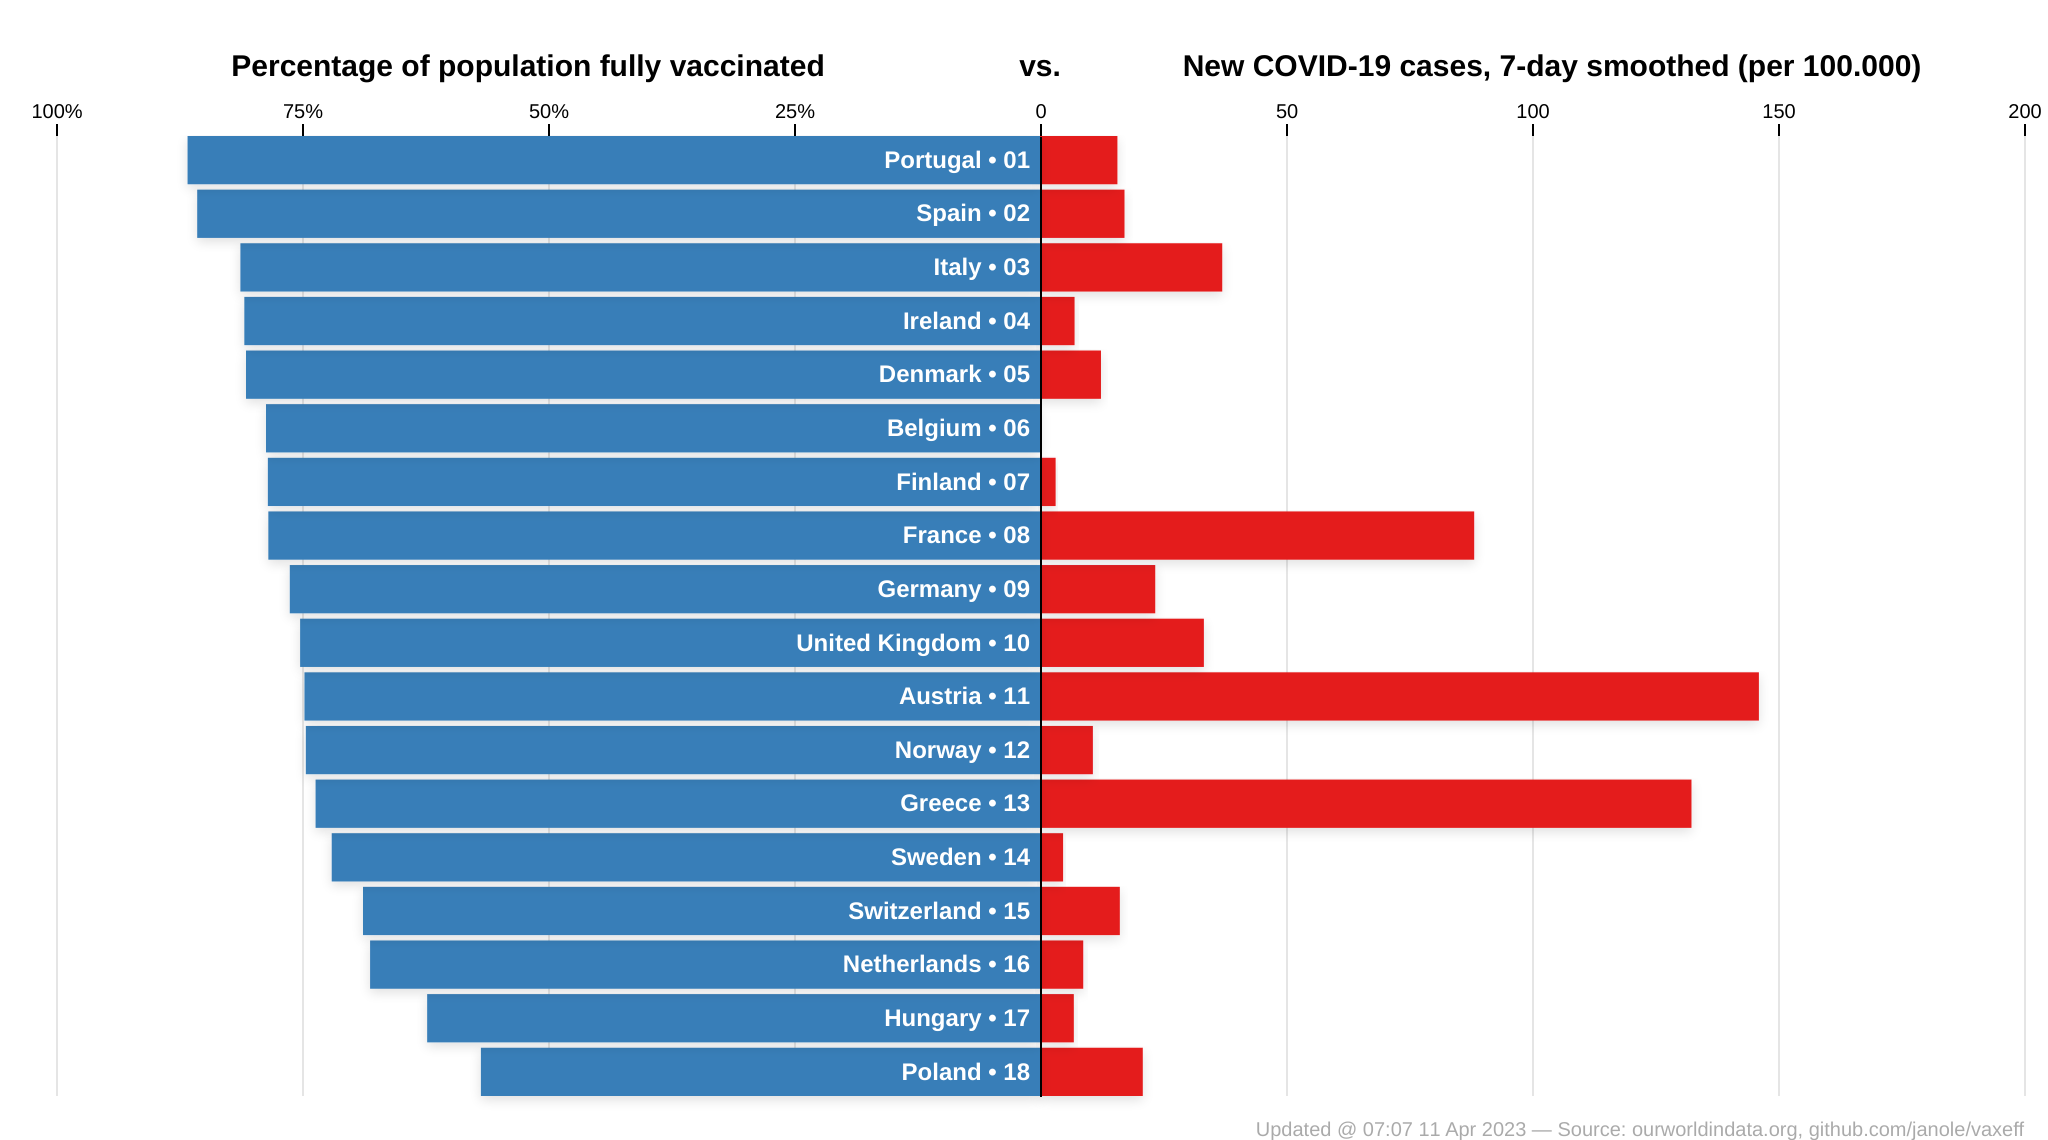 Percentage of population fully vaccinated vs. New COVID-19 cases, 7-day smoothed (per 100.000)
100% 75% 50% 25% 0 50 100 150 200
Portugal • 01
Spain • 02
Italy • 03
Ireland • 04
Denmark • 05
Belgium • 06
Finland • 07
France • 08
Germany • 09
United Kingdom • 10
Austria • 11
Norway • 12
Greece • 13
Sweden • 14
Switzerland • 15
Netherlands • 16
Hungary • 17
Poland • 18
Updated @ 07:07 11 Apr 2023 — Source: ourworldindata.org, github.com/janole/vaxeff